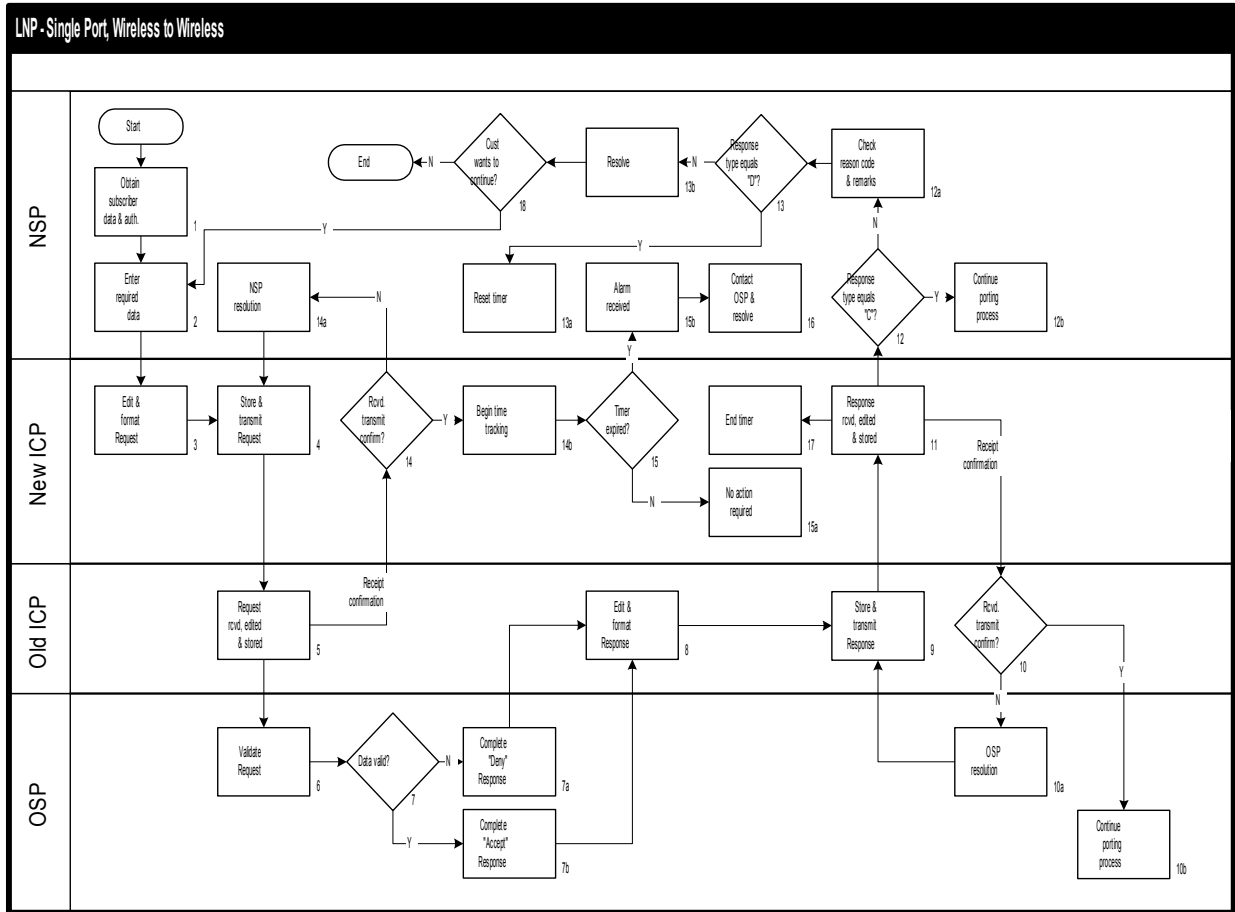 LNP - Single Port, Wireless to Wireless
NSP
Start
Obtain
subscriber
data & auth.
1
Enter
required
data
2
NSP
resolution
14a
End
N
Cust
wants to
continue?
18
Y
Resolve
13b
N
Response
type equals
"D"?
13
Y
Reset timer
13a
Alarm
received
15b
Contact
OSP &
resolve
16
Check
reason code
& remarks
12a
N
Response
type equals
"C"?
12
Y
Continue
porting
process
12b
New ICP
Edit &
format
Request
3
Store &
transmit
Request
4
N
Rcvd.
transmit
confirm?
14
Y
Begin time
tracking
14b
Y
Timer
expired?
15
N
No action
required
15a
End timer
17
Response
rcvd, edited
& stored
11
Receipt
confirmation
Old ICP
Request
rcvd, edited
& stored
5
Receipt
confirmation
Edit &
format
Response
8
Store &
transmit
Response
9
Rcvd.
transmit
confirm?
10
Y
N
OSP
Validate
Request
6
Data valid?
7
N
Complete
"Deny"
Response
7a
Y
Complete
"Accept"
Response
7b
OSP
resolution
10a
Continue
porting
process
10b